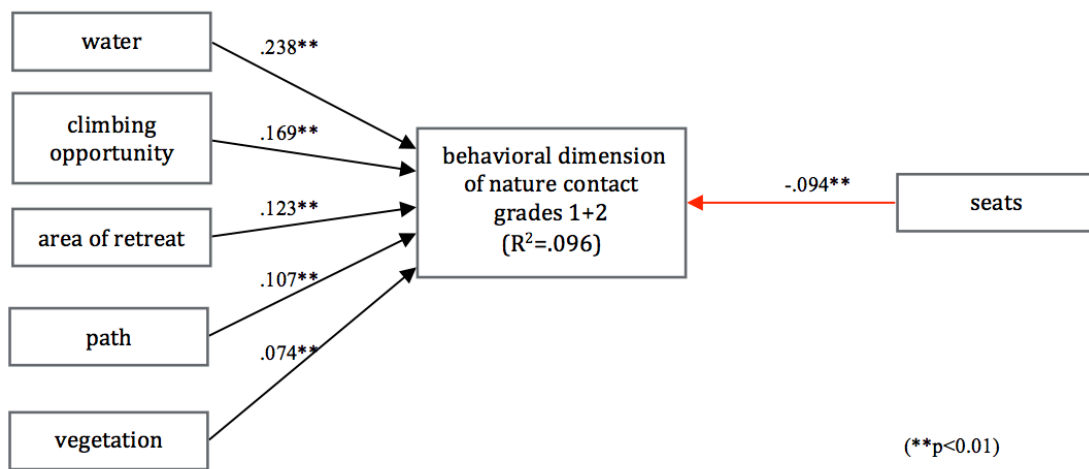 water
.238**
climbing
opportunity
.169**
area of retreat
.123**
path
.107**
vegetation
.074**
behavioral dimension
of nature contact
grades 1+2
(R²=.096)
-.094**
seats
(**p<0.01)